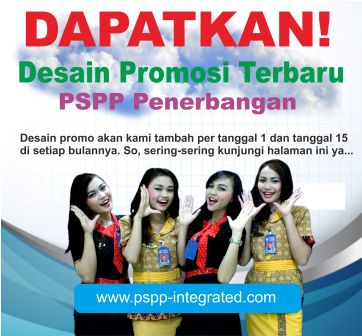 DAPATKAN!
Desain Promosi Terbaru
PSPP Penerbangan
Desain promo akan kami tambah per tanggal 1 dan tanggal 15
di setiap bulannya. So, sering-sering kunjungi halaman ini ya...
www.pspp-integrated.com